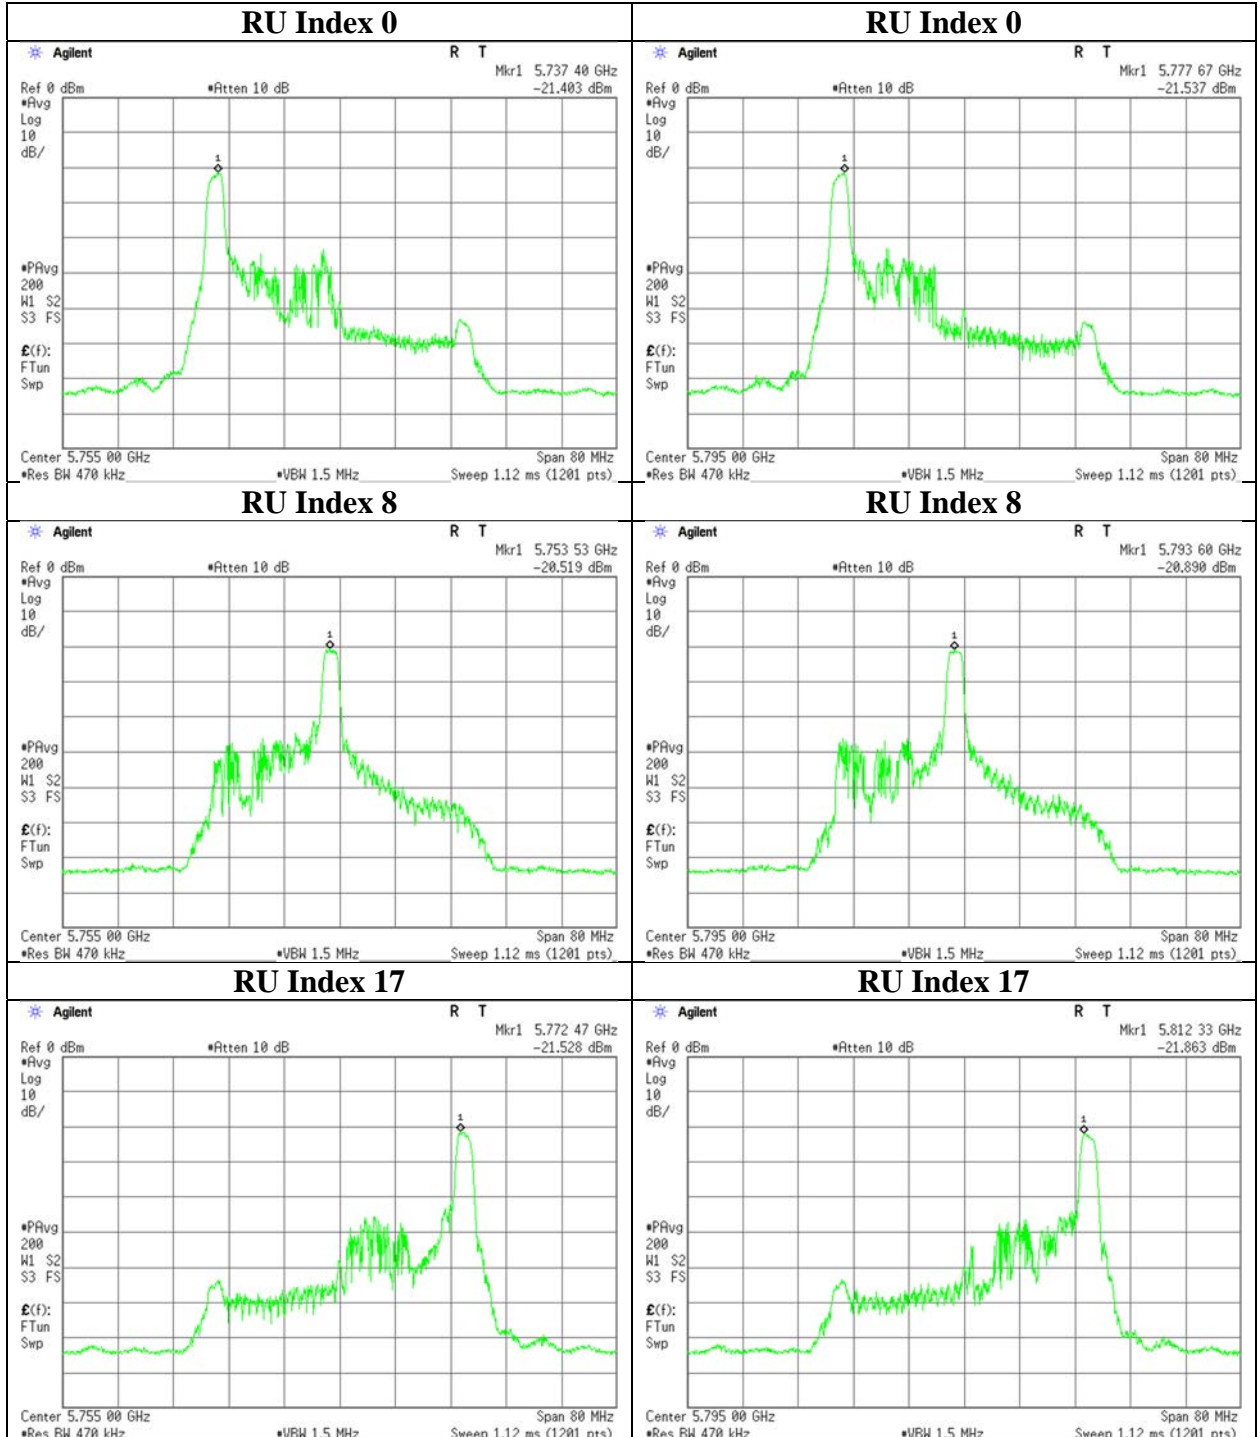 RU Index 0
Agilent R T
Mkr1 5.737 40 GHz
Ref 0 dBm #Atten 10 dB -21.403 dBm
#Avg
Log
10
dB/
1
#PAvg
200
W1 S2
S3 FS
£(f):
FTun
Swp
Center 5.755 00 GHz Span 80 MHz
#Res BW 470 kHz #VBW 1.5 MHz Sweep 1.12 ms (1201 pts)
RU Index 0
Agilent R T
Mkr1 5.777 67 GHz
Ref 0 dBm #Atten 10 dB -21.537 dBm
#Avg
Log
10
dB/
1
#PAvg
200
W1 S2
S3 FS
£(f):
FTun
Swp
Center 5.795 00 GHz Span 80 MHz
#Res BW 470 kHz #VBW 1.5 MHz Sweep 1.12 ms (1201 pts)
RU Index 8
Agilent R T
Mkr1 5.753 53 GHz
Ref 0 dBm #Atten 10 dB -20.519 dBm
#Avg
Log
10
dB/
1
#PAvg
200
W1 S2
S3 FS
£(f):
FTun
Swp
Center 5.755 00 GHz Span 80 MHz
#Res BW 470 kHz #VBW 1.5 MHz Sweep 1.12 ms (1201 pts)
RU Index 8
Agilent R T
Mkr1 5.793 60 GHz
Ref 0 dBm #Atten 10 dB -20.890 dBm
#Avg
Log
10
dB/
1
#PAvg
200
W1 S2
S3 FS
£(f):
FTun
Swp
Center 5.795 00 GHz Span 80 MHz
#Res BW 470 kHz #VBW 1.5 MHz Sweep 1.12 ms (1201 pts)
RU Index 17
Agilent R T
Mkr1 5.772 47 GHz
Ref 0 dBm #Atten 10 dB -21.528 dBm
#Avg
Log
10
dB/
1
#PAvg
200
W1 S2
S3 FS
£(f):
FTun
Swp
Center 5.755 00 GHz Span 80 MHz
#Res BW 470 kHz #VBW 1.5 MHz Sweep 1.12 ms (1201 pts)
RU Index 17
Agilent R T
Mkr1 5.812 33 GHz
Ref 0 dBm #Atten 10 dB -21.863 dBm
#Avg
Log
10
dB/
1
#PAvg
200
W1 S2
S3 FS
£(f):
FTun
Swp
Center 5.795 00 GHz Span 80 MHz
#Res BW 470 kHz #VBW 1.5 MHz Sweep 1.12 ms (1201 pts)